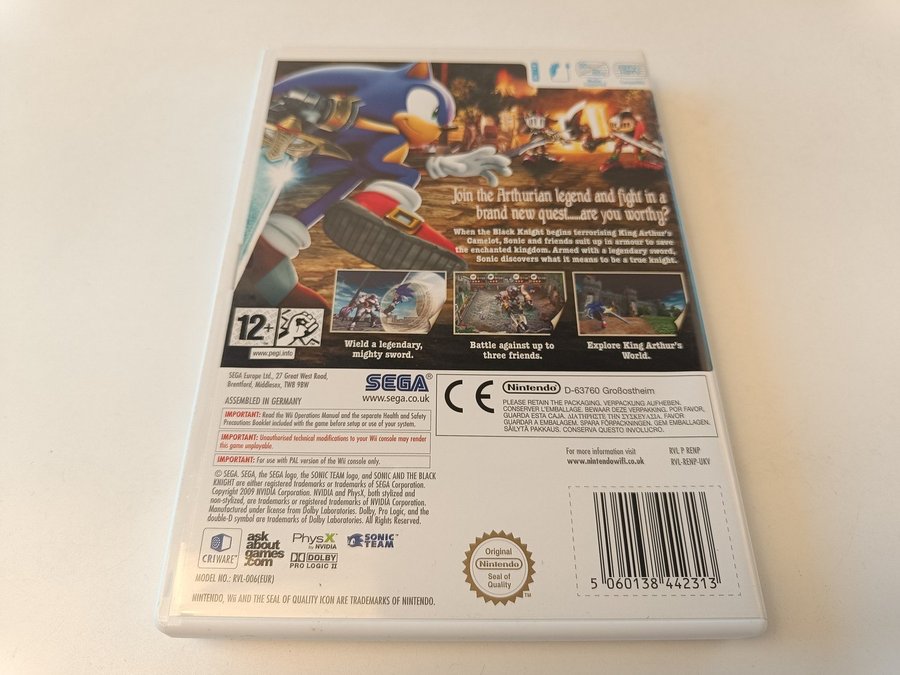 Join the Arthurian legend and fight in a
brand new quest.....are you worthy?
When the Black Knight begins terrorising King Arthur's
Camelot, Sonic and friends suit up in armour to save
the enchanted kingdom. Armed with a legendary sword,
Sonic discovers what it means to be a true knight.
Wield a legendary,
mighty sword.
Battle against up to
three friends.
Explore King Arthur's
World.
12+
www.pegi.info
SEGA Europe Ltd., 27 Great West Road,
Brentford, Middlesex, TW8 9BW
ASSEMBLED IN GERMANY
SEGA®
www.sega.co.uk
IMPORTANT: Read the Wii Operations Manual and the separate Health and Safety
Precautions Booklet included with the game before setup or use of your system.
IMPORTANT: Unauthorised technical modifications to your Wii console may render
this game unplayable.
IMPORTANT: For use with PAL version of the Wii console only.
CE
Nintendo® D-63760 Großostheim
PLEASE RETAIN THE PACKAGING. VERPACKUNG AUFHEBEN.
CONSERVER L'EMBALAGE. BEWAAR DEZE VERPAKKING. POR FAVOR,
GUARDA ESTA CAJA. ΔΙΑΤΗΡΗΣΤΕ ΤΗΝ ΣΥΣΚΕΥΑΣΙΑ. FAVOR
GUARDAR A EMBALAGEM. SPARA FÖRPACKNINGEN. GEM EMBALLAGEN.
SÄILYTÄ PAKKAUS. CONSERVA QUESTO INVOLUCRO.
For more information
www.nintendowifi.co.uk
RVL P RENP
RVL-RENP-UKV
© SEGA. SEGA, the SEGA logo, the SONIC TEAM logo, and SONIC AND THE BLACK
KNIGHT are either registered trademarks or trademarks of SEGA Corporation.
Copyright 2009 NVIDIA Corporation. NVIDIA and PhysX, both stylized and
non-stylized, are trademarks or registered trademarks of NVIDIA Corporation.
Manufactured under license from Dolby Laboratories. Dolby, Pro Logic, and the
double-D symbol are trademarks of Dolby Laboratories. All Rights Reserved.
CRIWARE™
ask
about
games
.com
PhysX™
by NVIDIA
DOLBY
PRO LOGIC II
SONIC
TEAM
MODEL NO.: RVL-006(EUR)
NINTENDO, Wii AND THE SEAL OF QUALITY ICON ARE TRADEMARKS OF NINTENDO.
Original
Nintendo®
Seal of
Quality
TM
5 060138 442313